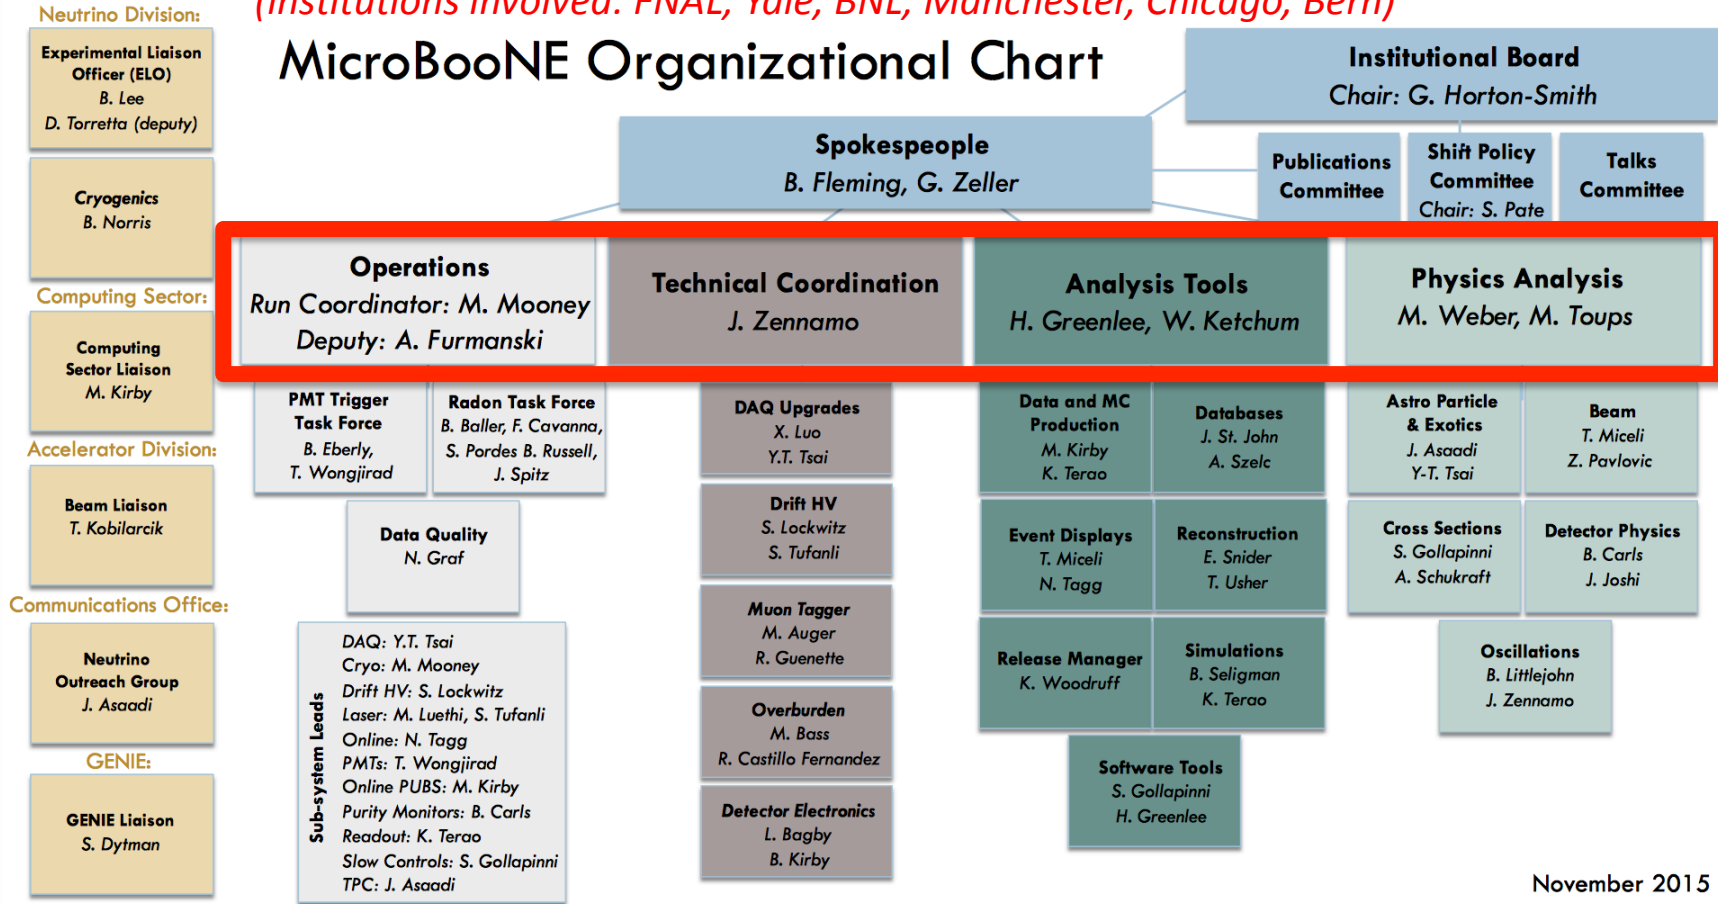 (Institutions involved: FNAL, Yale, BNL, Manchester, Chicago, Bern)
MicroBooNE Organizational Chart
Neutrino Division:
Experimental Liaison
Officer (ELO)
B. Lee
D. Torretta (deputy)
Cryogenics
B. Norris
Computing Sector:
Computing
Sector Liaison
M. Kirby
Accelerator Division:
Beam Liaison
T. Kobilarcik
Communications Office:
Neutrino
Outreach Group
J. Asaadi
GENIE:
GENIE Liaison
S. Dytman
Institutional Board
Chair: G. Horton-Smith
Spokespeople
B. Fleming, G. Zeller
Publications
Committee
Shift Policy
Committee
Chair: S. Pate
Talks
Committee
Operations
Run Coordinator: M. Mooney
Deputy: A. Furmanski
Technical Coordination
J. Zennamo
Analysis Tools
H. Greenlee, W. Ketchum
Physics Analysis
M. Weber, M. Toups
PMT Trigger
Task Force
B. Eberly,
T. Wongjirad
Radon Task Force
B. Baller, F. Cavanna,
S. Pordes B. Russell,
J. Spitz
Data Quality
N. Graf
Sub-system Leads
DAQ: Y.T. Tsai
Cryo: M. Mooney
Drift HV: S. Lockwitz
Laser: M. Luethi, S. Tufanli
Online: N. Tagg
PMTs: T. Wongjirad
Online PUBS: M. Kirby
Purity Monitors: B. Carls
Readout: K. Terao
Slow Controls: S. Gollapinni
TPC: J. Asaadi
DAQ Upgrades
X. Luo
Y.T. Tsai
Drift HV
S. Lockwitz
S. Tufanli
Muon Tagger
M. Auger
R. Guenette
Overburden
M. Bass
R. Castillo Fernandez
Detector Electronics
L. Bagby
B. Kirby
Data and MC
Production
M. Kirby
K. Terao
Databases
J. St. John
A. Szelc
Event Displays
T. Miceli
N. Tagg
Reconstruction
E. Snider
T. Usher
Release Manager
K. Woodruff
Simulations
B. Seligman
K. Terao
Software Tools
S. Gollapinni
H. Greenlee
Astro Particle
& Exotics
J. Asaadi
Y-T. Tsai
Beam
T. Miceli
Z. Pavlovic
Cross Sections
S. Gollapinni
A. Schukraft
Detector Physics
B. Carls
J. Joshi
Oscillations
B. Littlejohn
J. Zennamo
November 2015